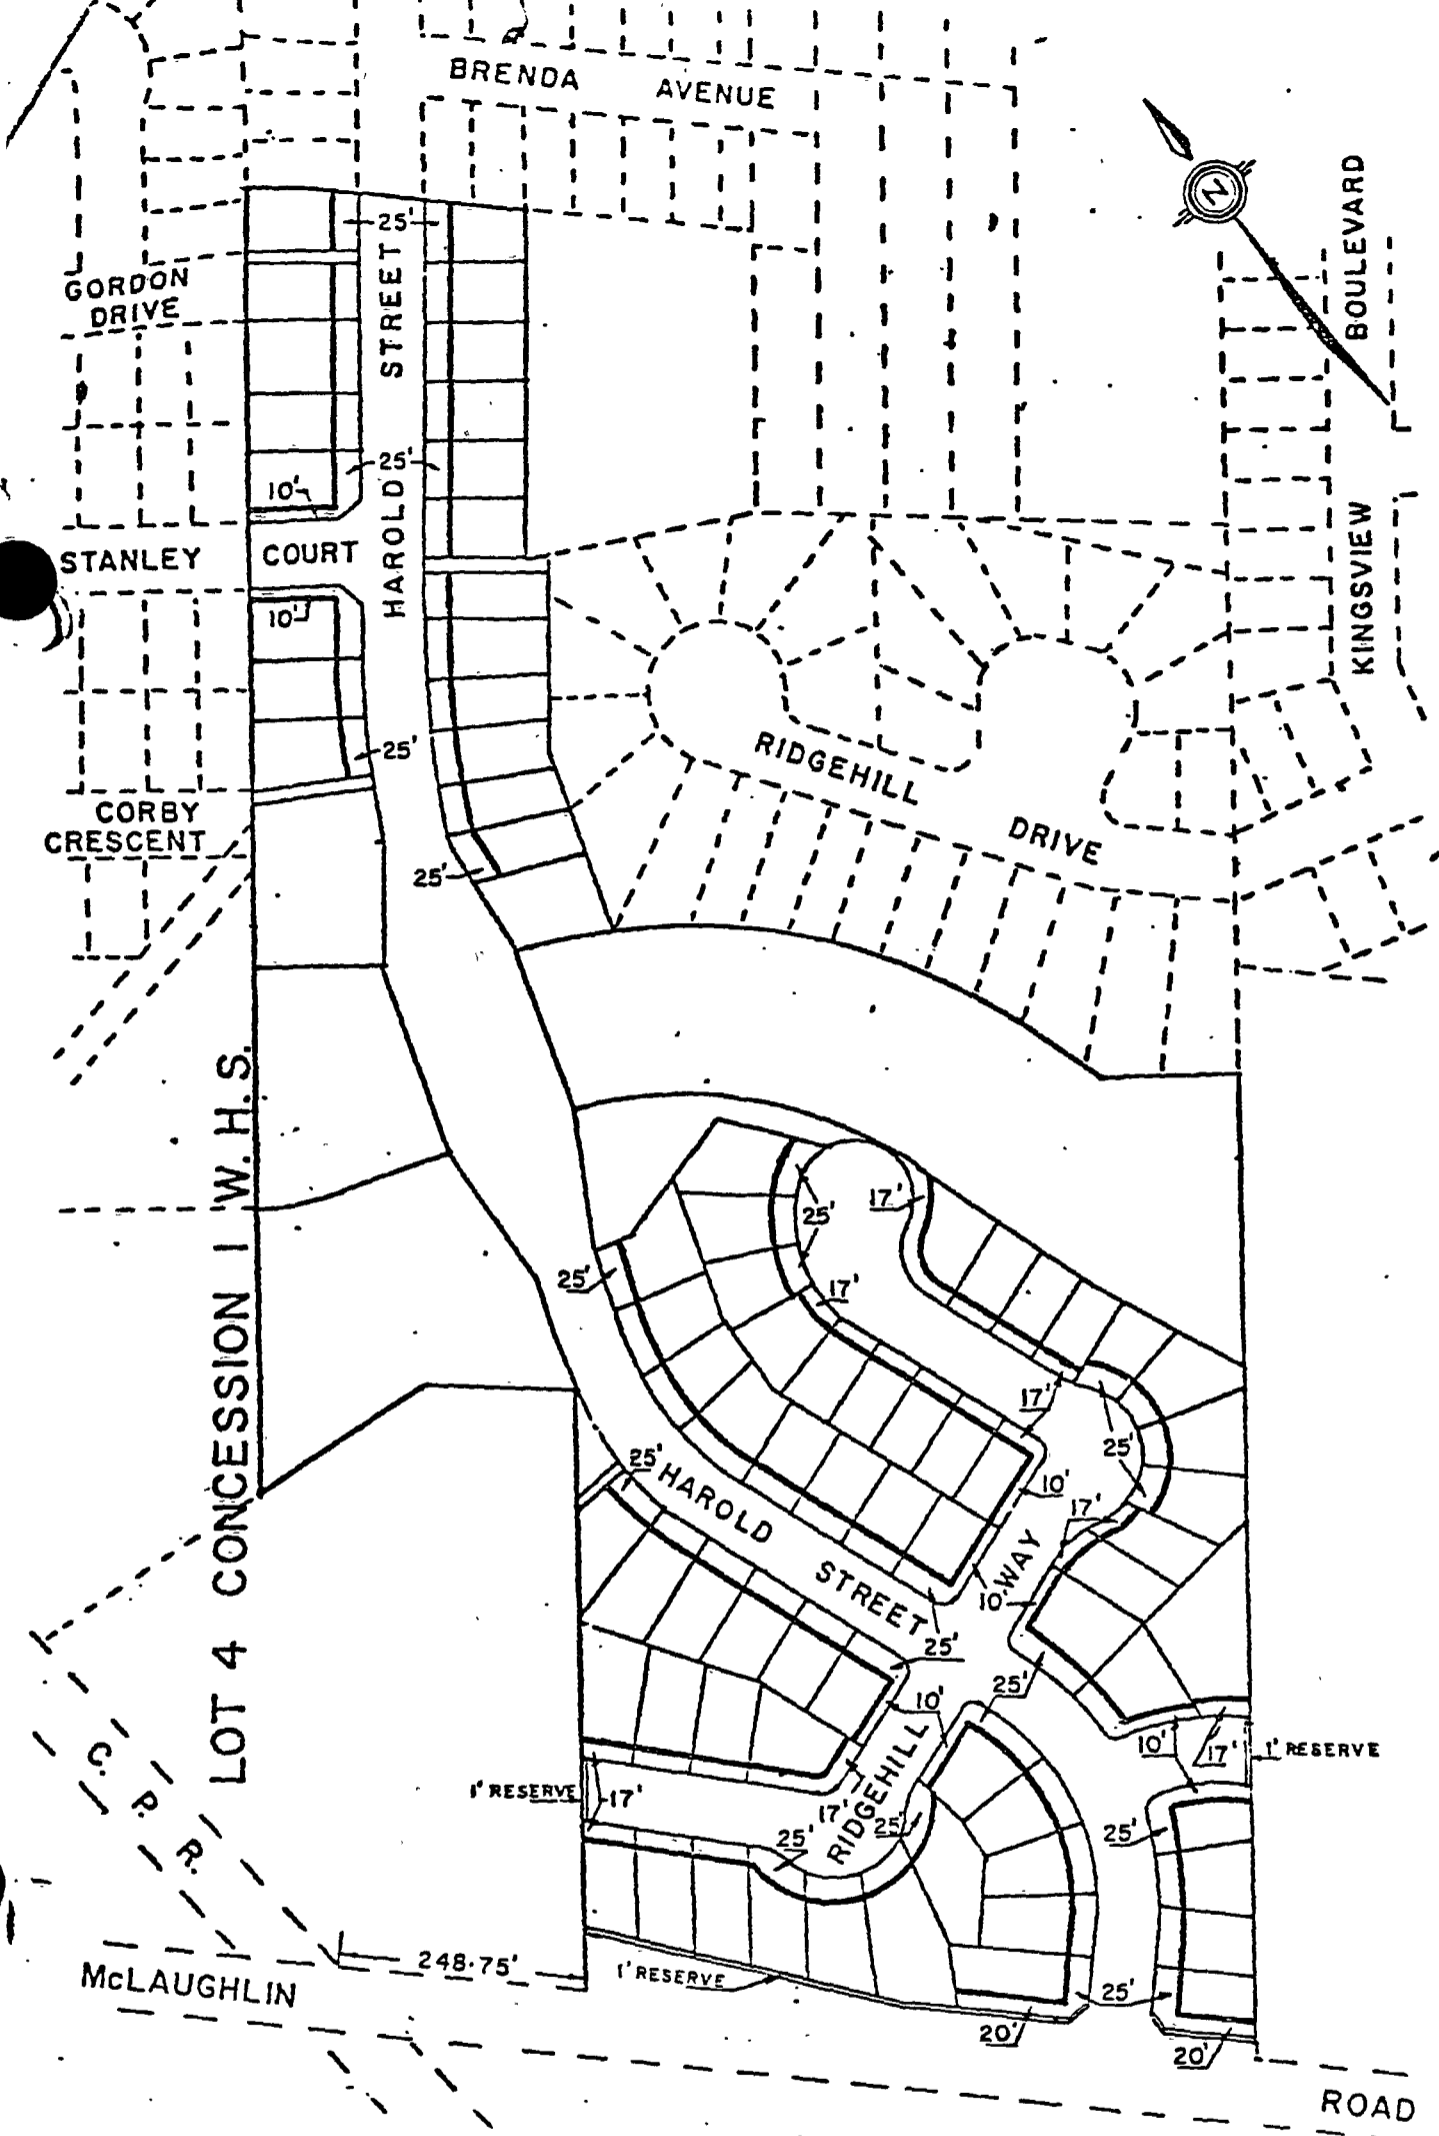 BRENDA AVENUE
N
BOULEVARD
KINGSVIEW
25'
STREET
GORDON
DRIVE
25'
HAROLD
10'
STANLEY COURT
10'
25'
RIDGEHILL
DRIVE
CORBY
CRESCENT
25'
LOT 4 CONCESSION 1 W. H. S.
17'
25'
25'
17'
17'
25'
25'
10'
17'
HAROLD
STREET
WAY
10'
25'
25'
25'
10'
RIDGEHILL
10'
17'
1' RESERVE
1' RESERVE
17'
17'
25'
25'
25'
C. P. R.
248·75'
1' RESERVE
25'
20'
20'
McLAUGHLIN
ROAD